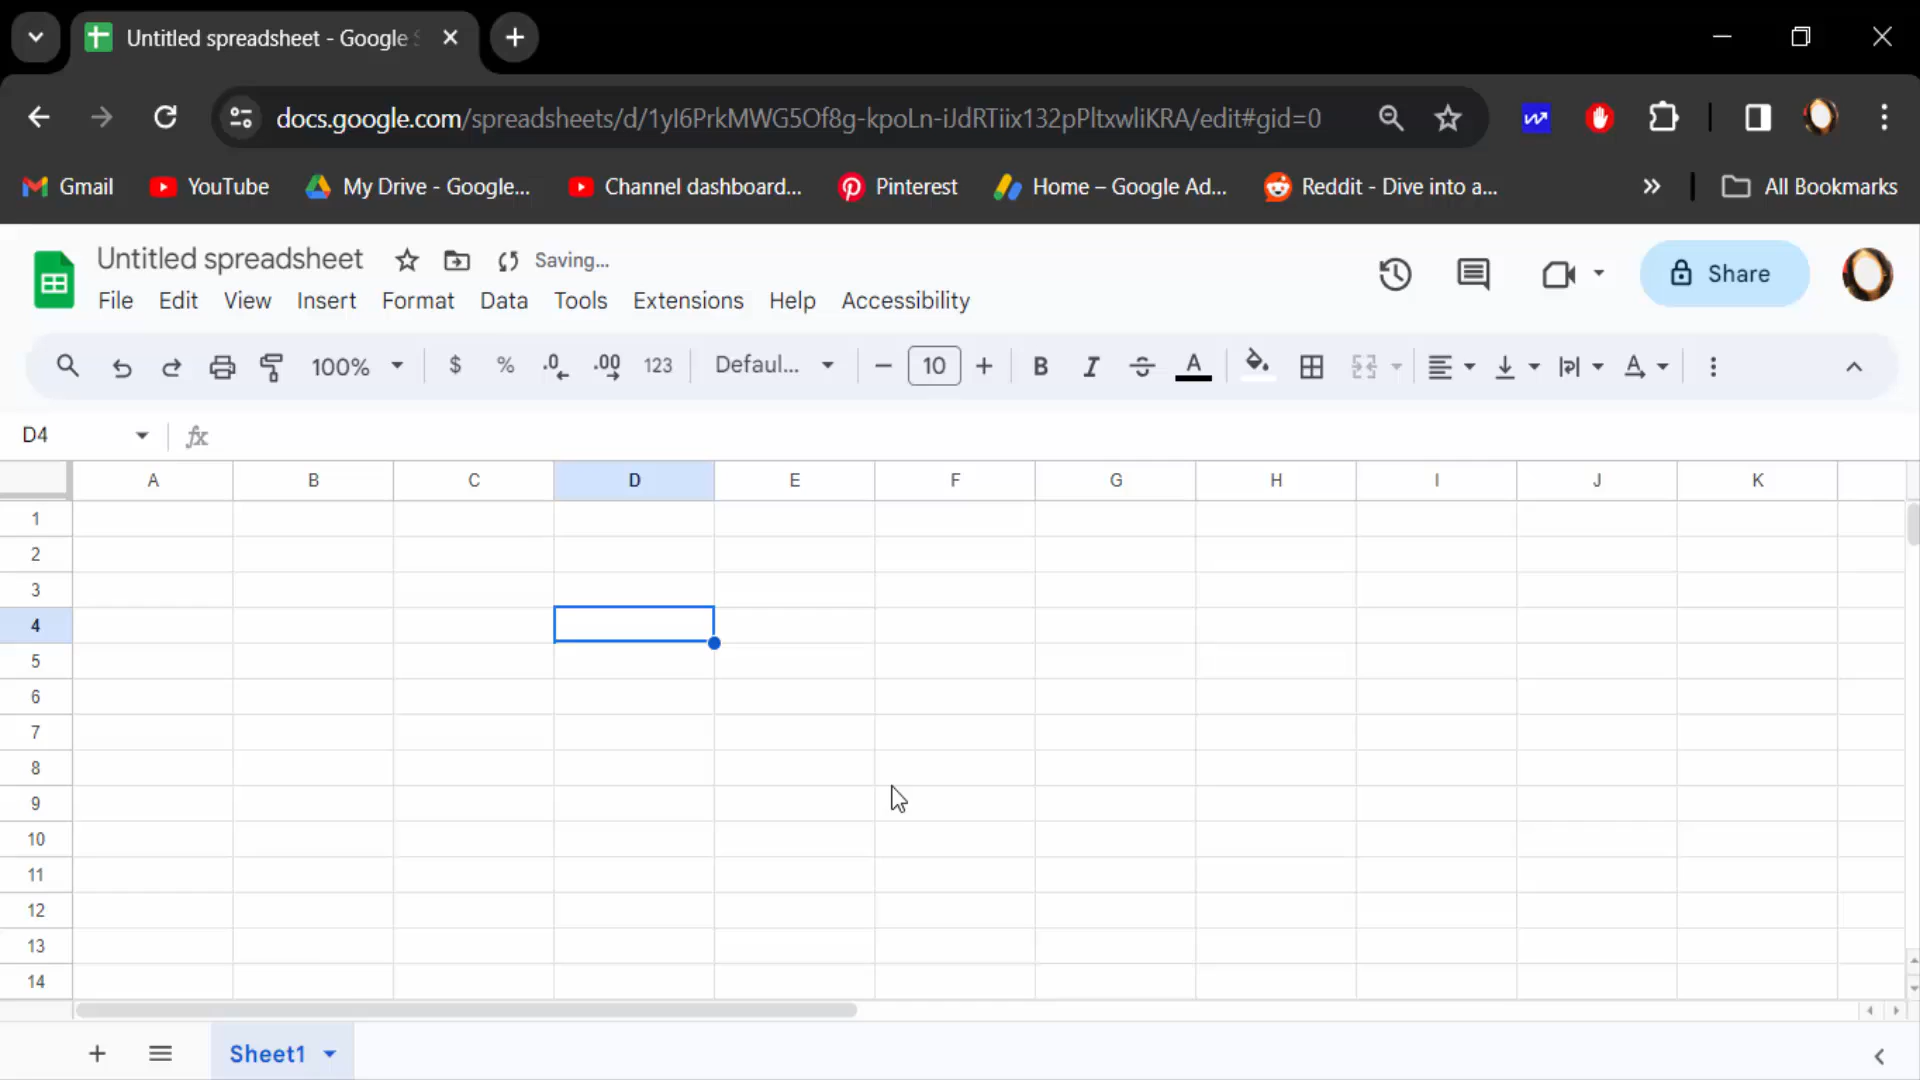 Untitled spreadsheet - Google S
docs.google.com/spreadsheets/d/1yI6PrkMWG5Of8g-kpoLn-iJdRTiix132pPltxwliKRA/edit#gid=0
Gmail YouTube My Drive - Google... Channel dashboard... Pinterest Home – Google Ad... Reddit - Dive into a... » All Bookmarks
Untitled spreadsheet Saving...
Share
File Edit View Insert Format Data Tools Extensions Help Accessibility
100% $ % .0 .00 123 Defaul... 10 B I A A
D4 fx
A B C D E F G H I J K
1
2
3
4
5
6
7
8
9
10
11
12
13
14
Sheet1